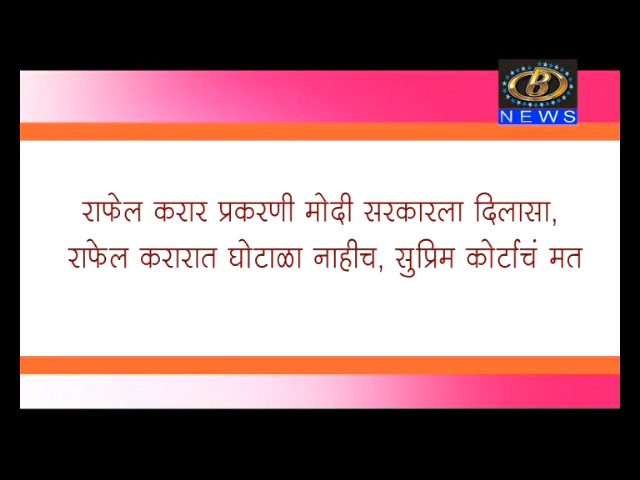 B
NEWS
राफेल करार प्रकरणी मोदी सरकारला दिलासा,
राफेल करारात घोटाळा नाहीच, सुप्रिम कोर्टाचं मत